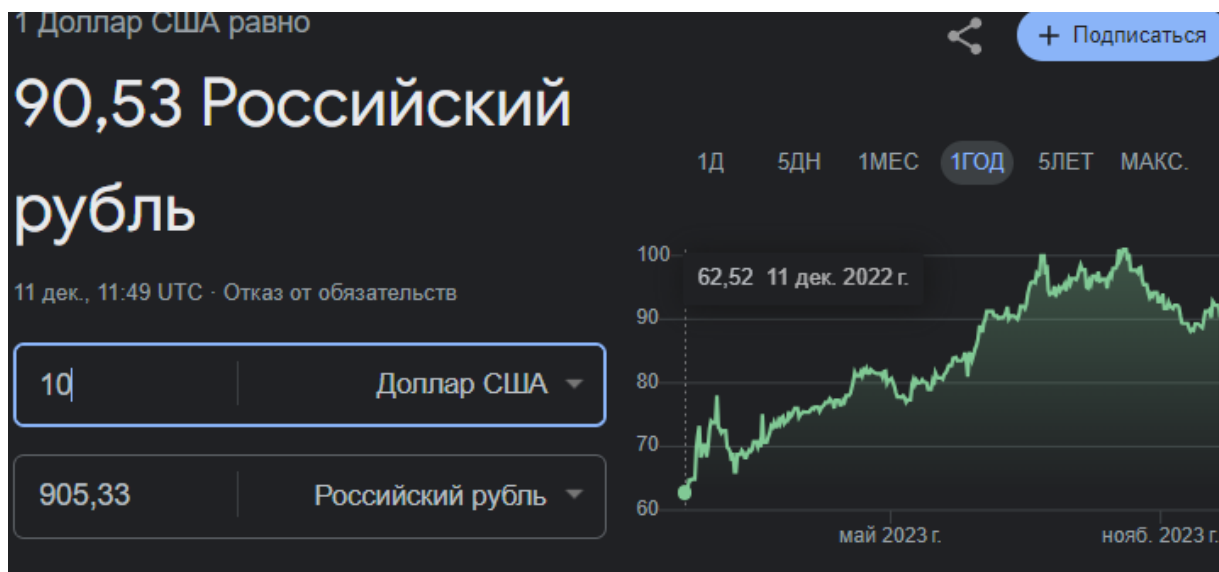 1 Доллар США равно
+ Подписаться
90,53 Российский
рубль
11 дек., 11:49 UTC · Отказ от обязательств
10 Доллар США
905,33 Российский рубль
1Д 5ДН 1МЕС 1ГОД 5ЛЕТ МАКС.
62,52 11 дек. 2022 г.
100
90
80
70
60
май 2023 г. нояб. 2023 г.